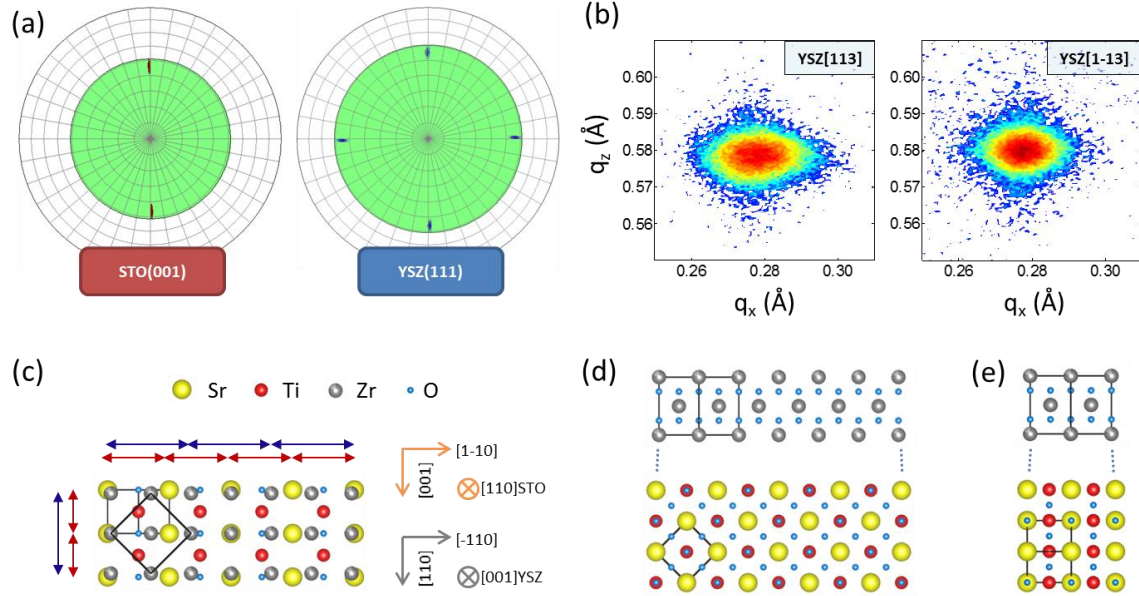 (a)
STO(001)
YSZ(111)
(b)
YSZ[113]
0.60
0.59
0.58
0.57
0.56
q_z (Å)
0.26 0.28 0.30
q_x (Å)
YSZ[1-13]
0.60
0.59
0.58
0.57
0.56
0.26 0.28 0.30
q_x (Å)
(c)
Sr Ti Zr O
[1-10]
[001]
[110]STO
[-110]
[110]
[001]YSZ
(d)
(e)